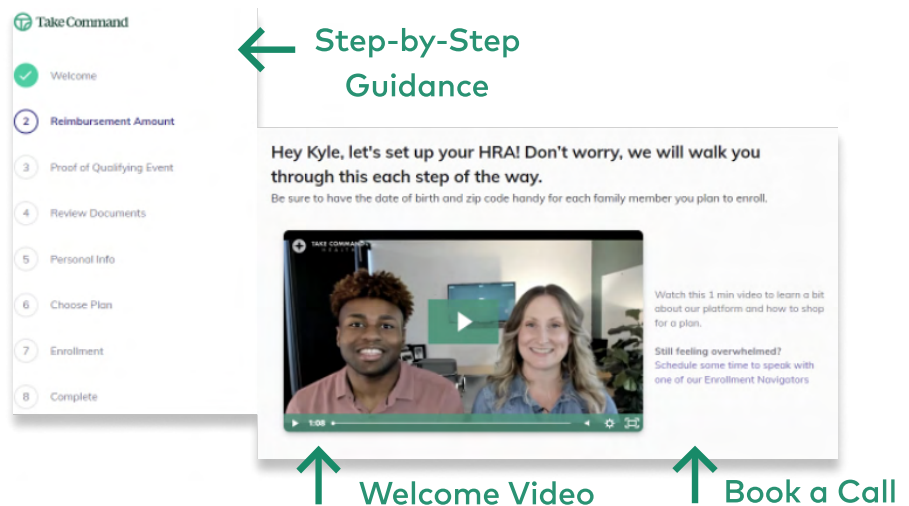 Take Command
Step-by-Step
Guidance
Welcome
2 Reimbursement Amount
3 Proof of Qualifying Event
4 Review Documents
5 Personal Info
6 Choose Plan
7 Enrollment
8 Complete
Hey Kyle, let's set up your HRA! Don't worry, we will walk you
through this each step of the way.
Be sure to have the date of birth and zip code handy for each family member you plan to enroll.
TAKE COMMAND
HEALTH
1:08
Watch this 1 min video to learn a bit
about our platform and how to shop
for a plan.
Still feeling overwhelmed?
Schedule some time to speak with
one of our Enrollment Navigators
Welcome Video
Book a Call